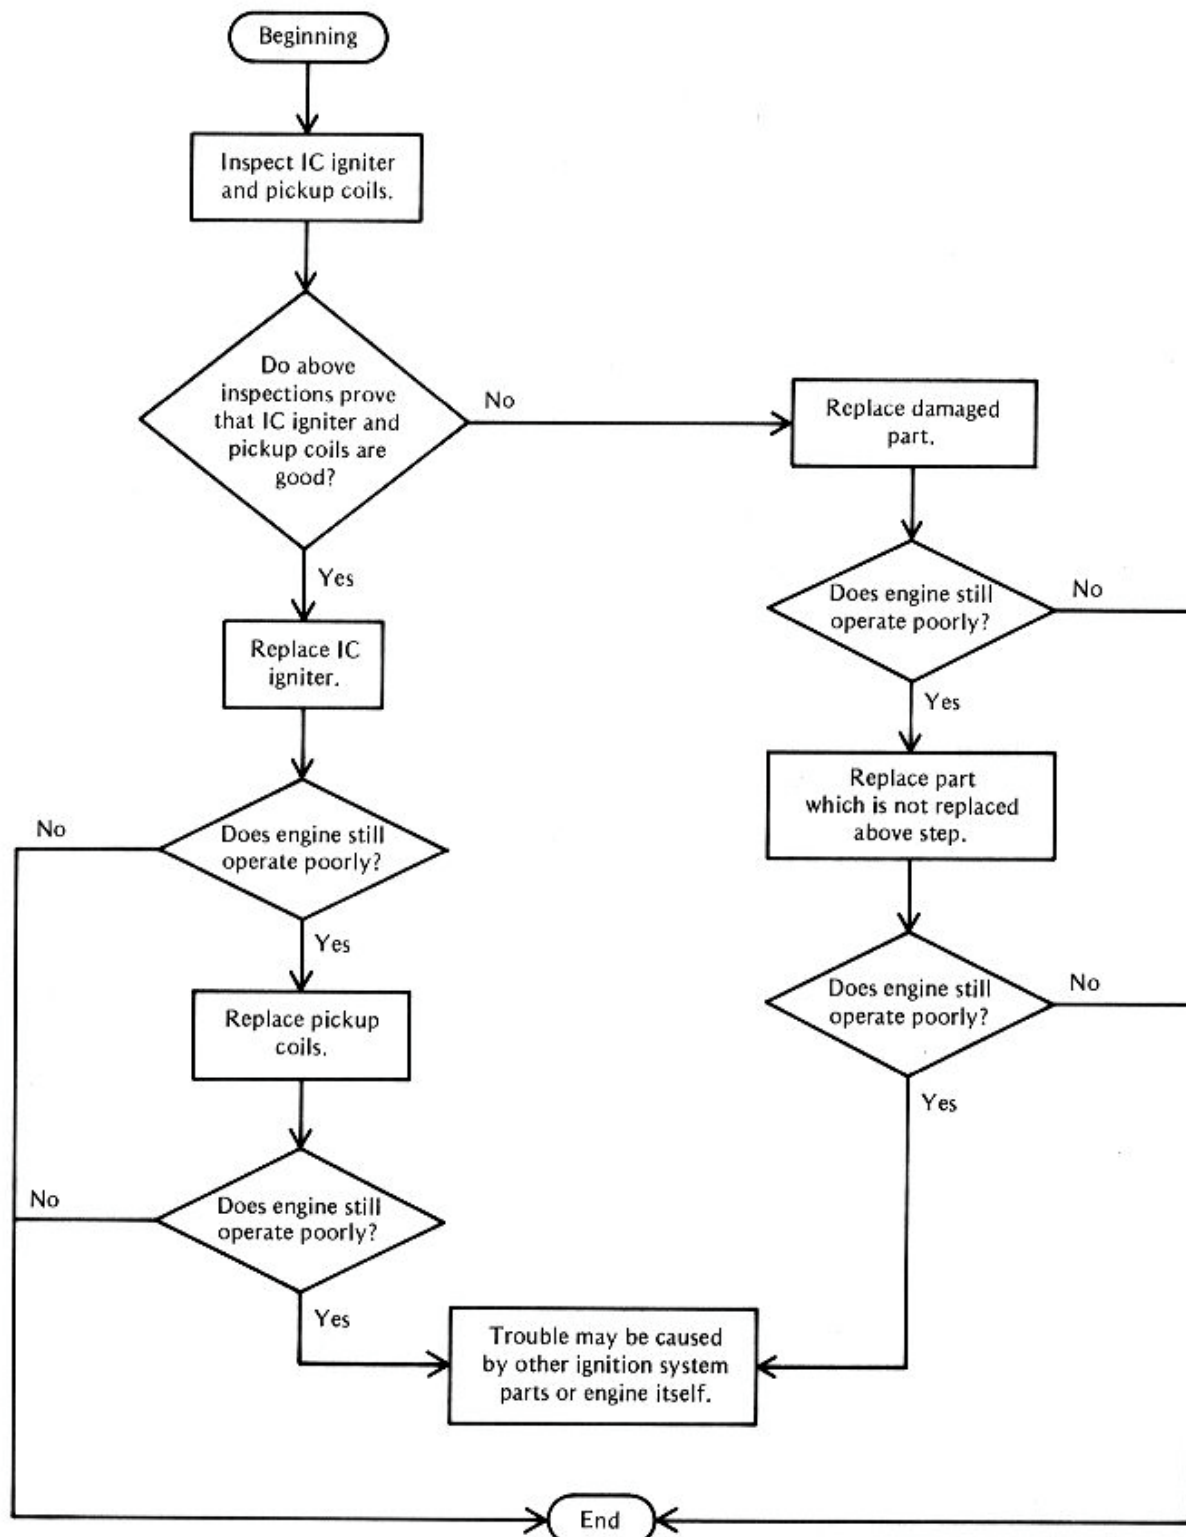 Beginning
Inspect IC igniter
and pickup coils.
Do above
inspections prove
that IC igniter and
pickup coils are
good?
No
Yes
Replace damaged
part.
Replace IC
igniter.
Does engine still
operate poorly?
No
Yes
Does engine still
operate poorly?
No
Yes
Replace part
which is not replaced
above step.
Replace pickup
coils.
Does engine still
operate poorly?
No
Yes
Does engine still
operate poorly?
No
Yes
Trouble may be caused
by other ignition system
parts or engine itself.
End